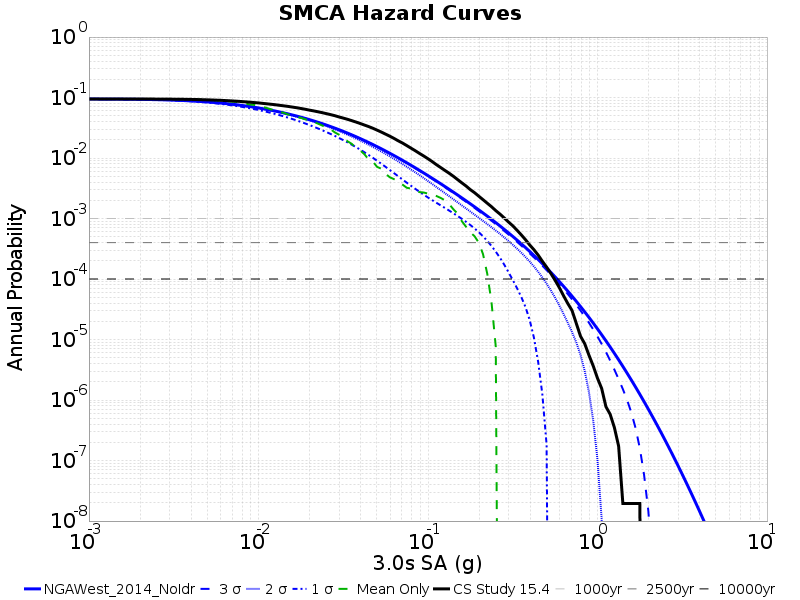 SMCA Hazard Curves
10^0
10^-1
10^-2
10^-3
10^-4
10^-5
10^-6
10^-7
10^-8
Annual Probability
10^-3 10^-2 10^-1 10^0 10^1
3.0s SA (g)
NGAWest_2014_NoIdr 3 σ 2 σ 1 σ Mean Only CS Study 15.4 1000yr 2500yr 10000yr